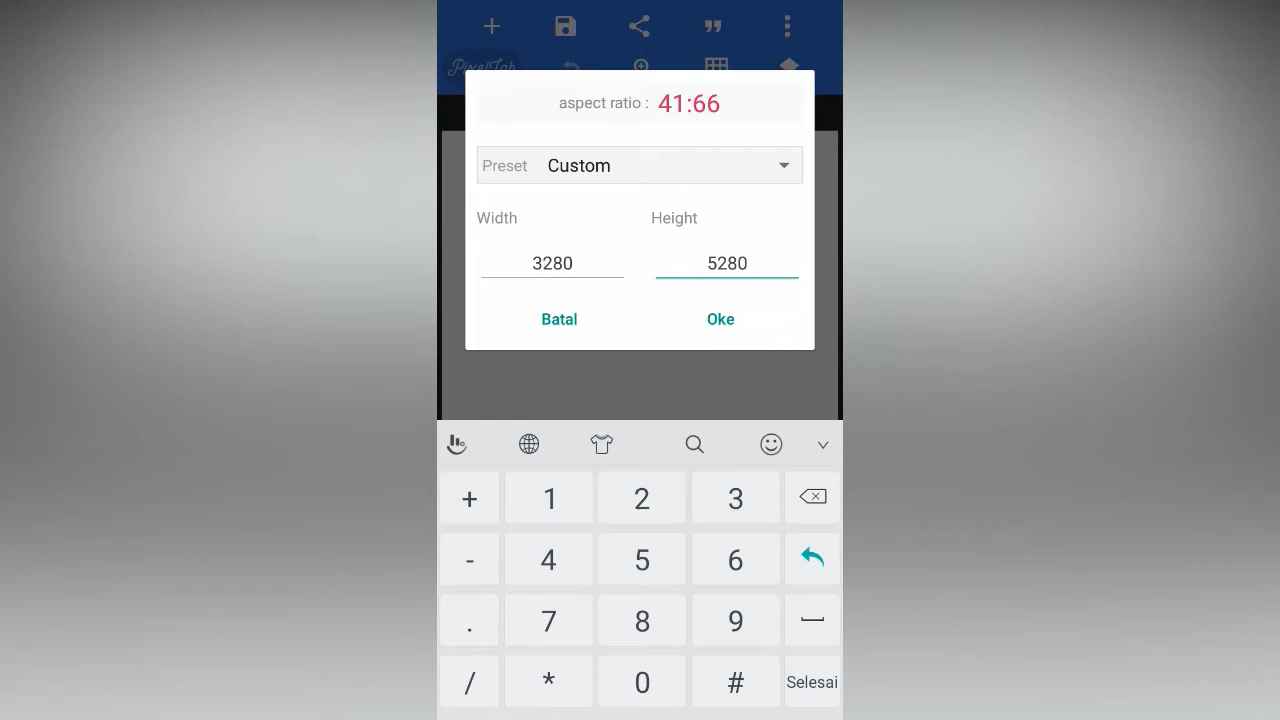 PixelLab
aspect ratio : 41:66
Preset Custom
Width Height
3280 5280
Batal Oke
+ 1 2 3
- 4 5 6
. 7 8 9
/ * 0 # Selesai